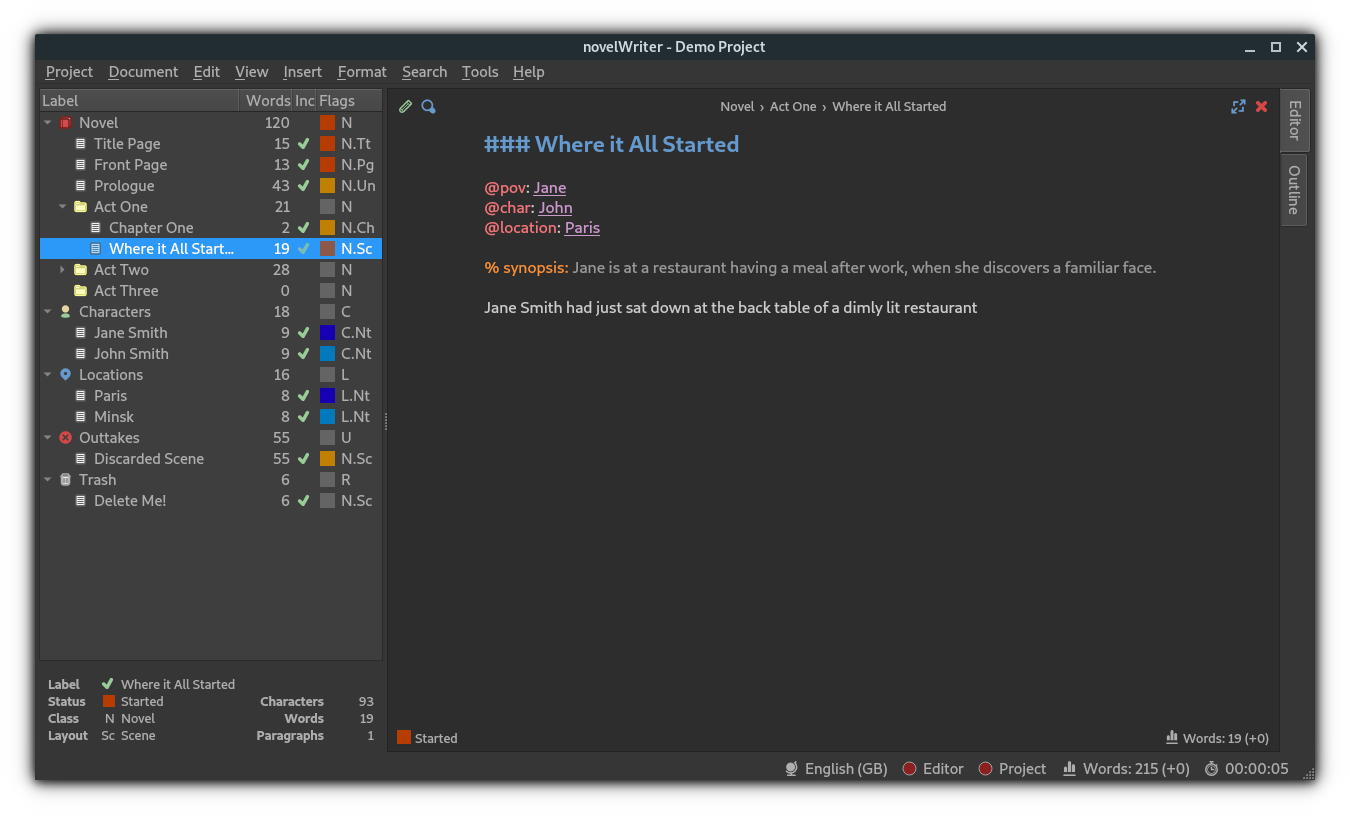 novelWriter - Demo Project
Project Document Edit View Insert Format Search Tools Help
Label Words Inc Flags
Novel 120 N
Title Page 15 N.Tt
Front Page 13 N.Pg
Prologue 43 N.Un
Act One 21 N
Chapter One 2 N.Ch
Where it All Start... 19 N.Sc
Act Two 28 N
Act Three 0 N
Characters 18 C
Jane Smith 9 C.Nt
John Smith 9 C.Nt
Locations 16 L
Paris 8 L.Nt
Minsk 8 L.Nt
Outtakes 55 U
Discarded Scene 55 N.Sc
Trash 6 R
Delete Me! 6 N.Sc
Label Where it All Started
Status Started Characters 93
Class N Novel Words 19
Layout Sc Scene Paragraphs 1
Novel › Act One › Where it All Started
### Where it All Started
@pov: Jane
@char: John
@location: Paris
% synopsis: Jane is at a restaurant having a meal after work, when she discovers a familiar face.
Jane Smith had just sat down at the back table of a dimly lit restaurant
Started Words: 19 (+0)
Editor
Outline
English (GB) Editor Project Words: 215 (+0) 00:00:05